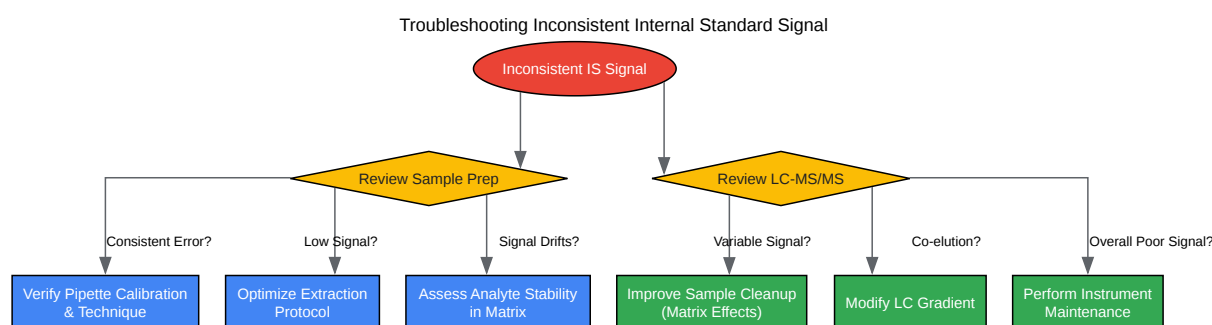 Troubleshooting Inconsistent Internal Standard Signal
Inconsistent IS Signal
Review Sample Prep
Review LC-MS/MS
Consistent Error?
Low Signal?
Signal Drifts?
Variable Signal?
Co-elution?
Overall Poor Signal?
Verify Pipette Calibration
& Technique
Optimize Extraction
Protocol
Assess Analyte Stability
in Matrix
Improve Sample Cleanup
(Matrix Effects)
Modify LC Gradient
Perform Instrument
Maintenance